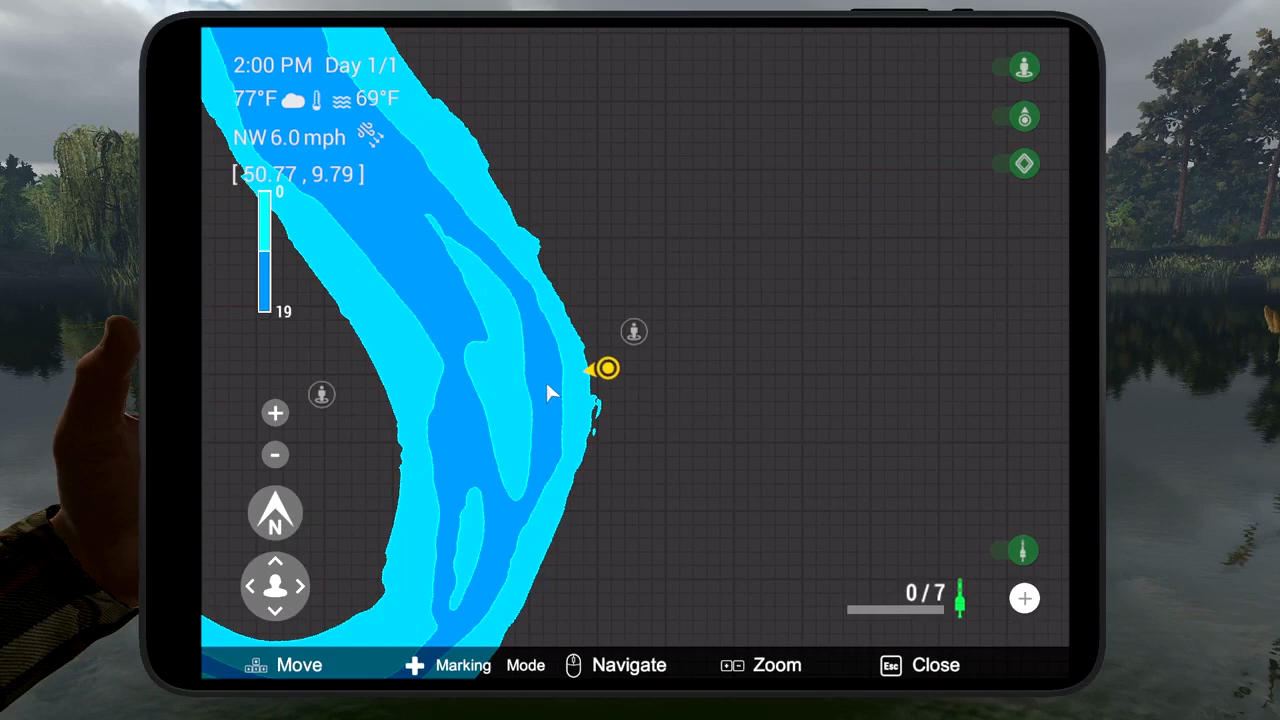 2:00 PM Day 1/1
77°F 69°F
NW 6.0 mph
[ 50.77 , 9.79 ]
0
19
+
-
N
0 / 7
Move
Marking Mode
Navigate
Zoom
Esc Close